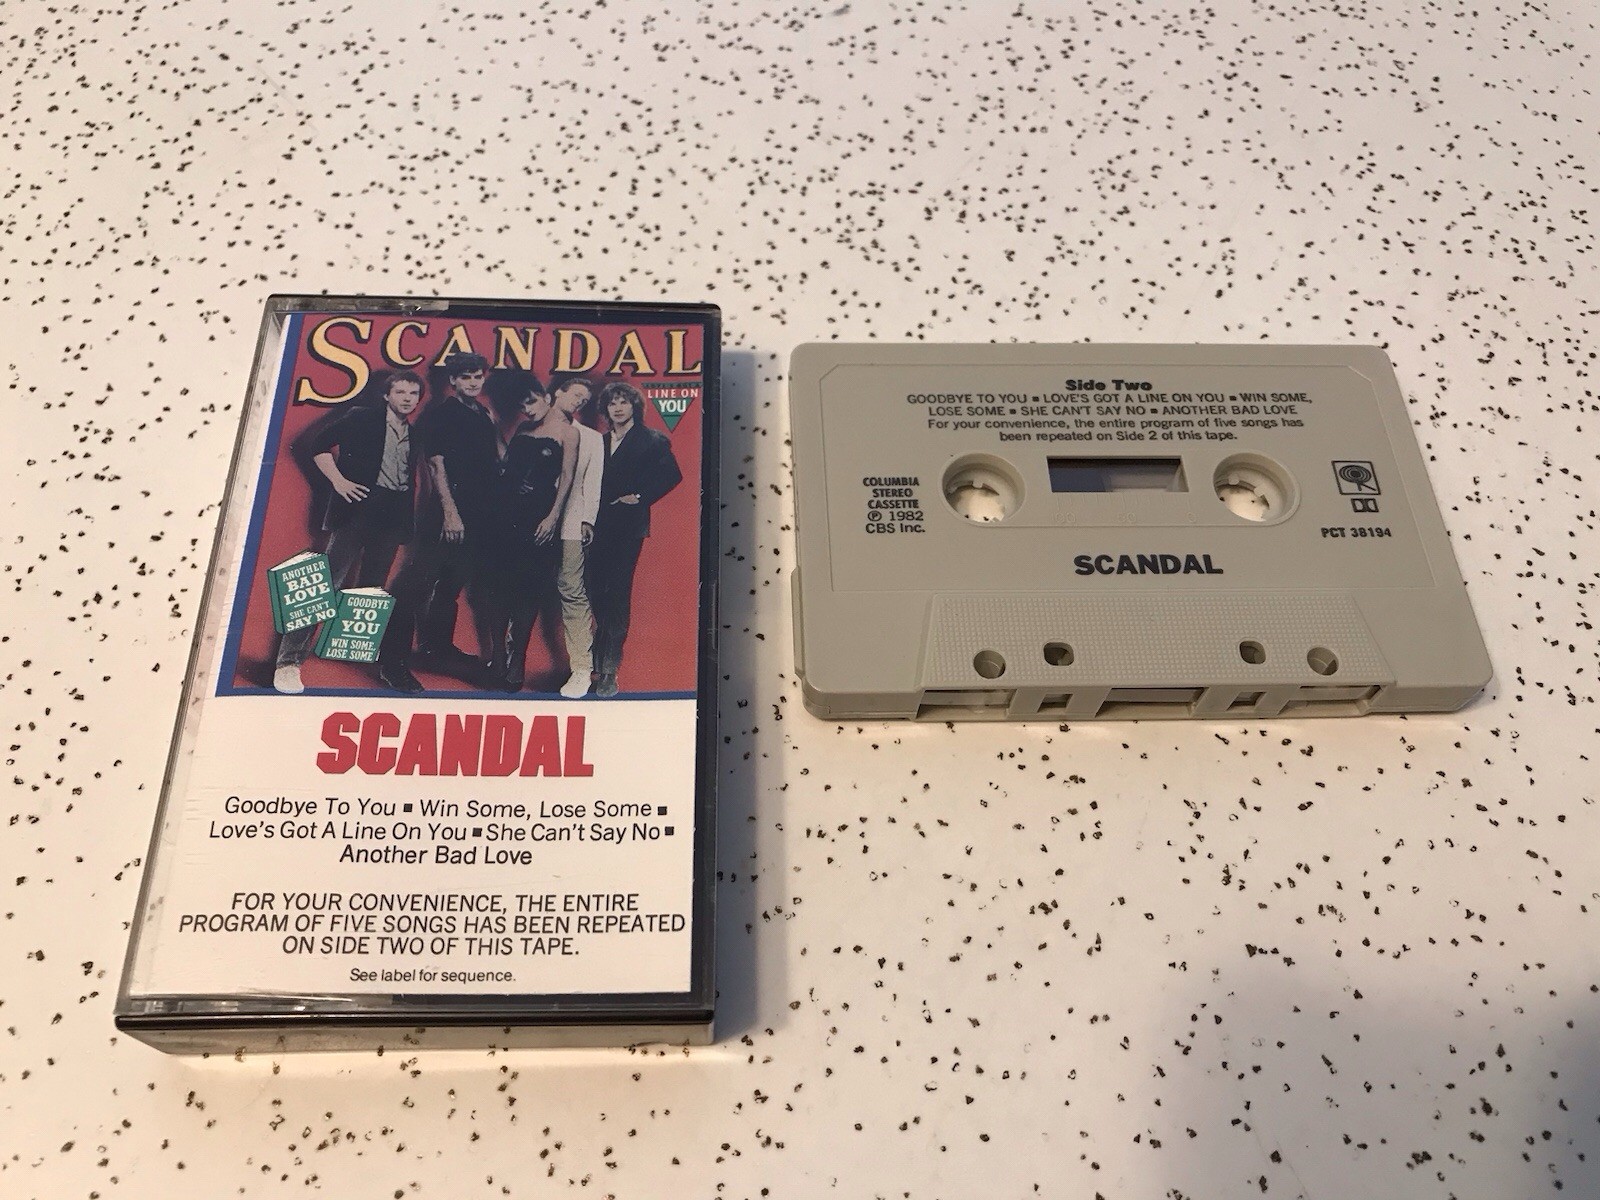 SCANDAL
LOVE'S GOT A
LINE ON
YOU
ANOTHER
BAD
LOVE
SHE CAN'T
SAY NO
GOODBYE
TO
YOU
WIN SOME,
LOSE SOME
SCANDAL
Goodbye To You ▪ Win Some, Lose Some ▪
Love's Got A Line On You ▪ She Can't Say No ▪
Another Bad Love
FOR YOUR CONVENIENCE, THE ENTIRE
PROGRAM OF FIVE SONGS HAS BEEN REPEATED
ON SIDE TWO OF THIS TAPE.
See label for sequence.
Side Two
GOODBYE TO YOU ▪ LOVE'S GOT A LINE ON YOU ▪ WIN SOME,
LOSE SOME ▪ SHE CAN'T SAY NO ▪ ANOTHER BAD LOVE
For your convenience, the entire program of five songs has
been repeated on Side 2 of this tape.
COLUMBIA
STEREO
CASSETTE
℗ 1982
CBS Inc.
PCT 38194
SCANDAL